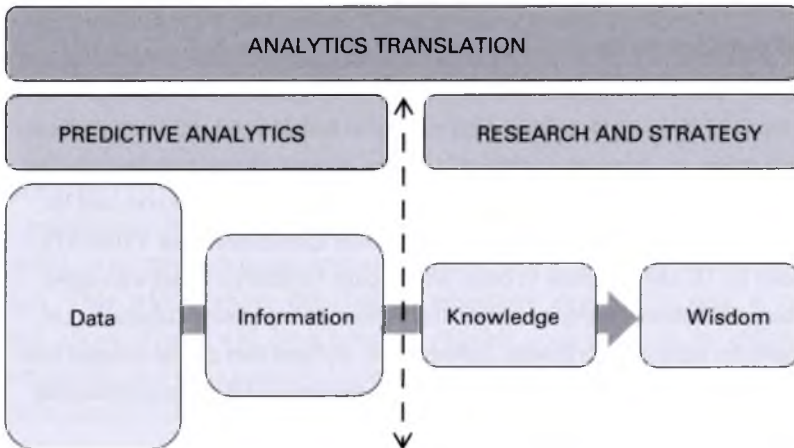 ANALYTICS TRANSLATION
PREDICTIVE ANALYTICS
RESEARCH AND STRATEGY
Data
Information
Knowledge
Wisdom